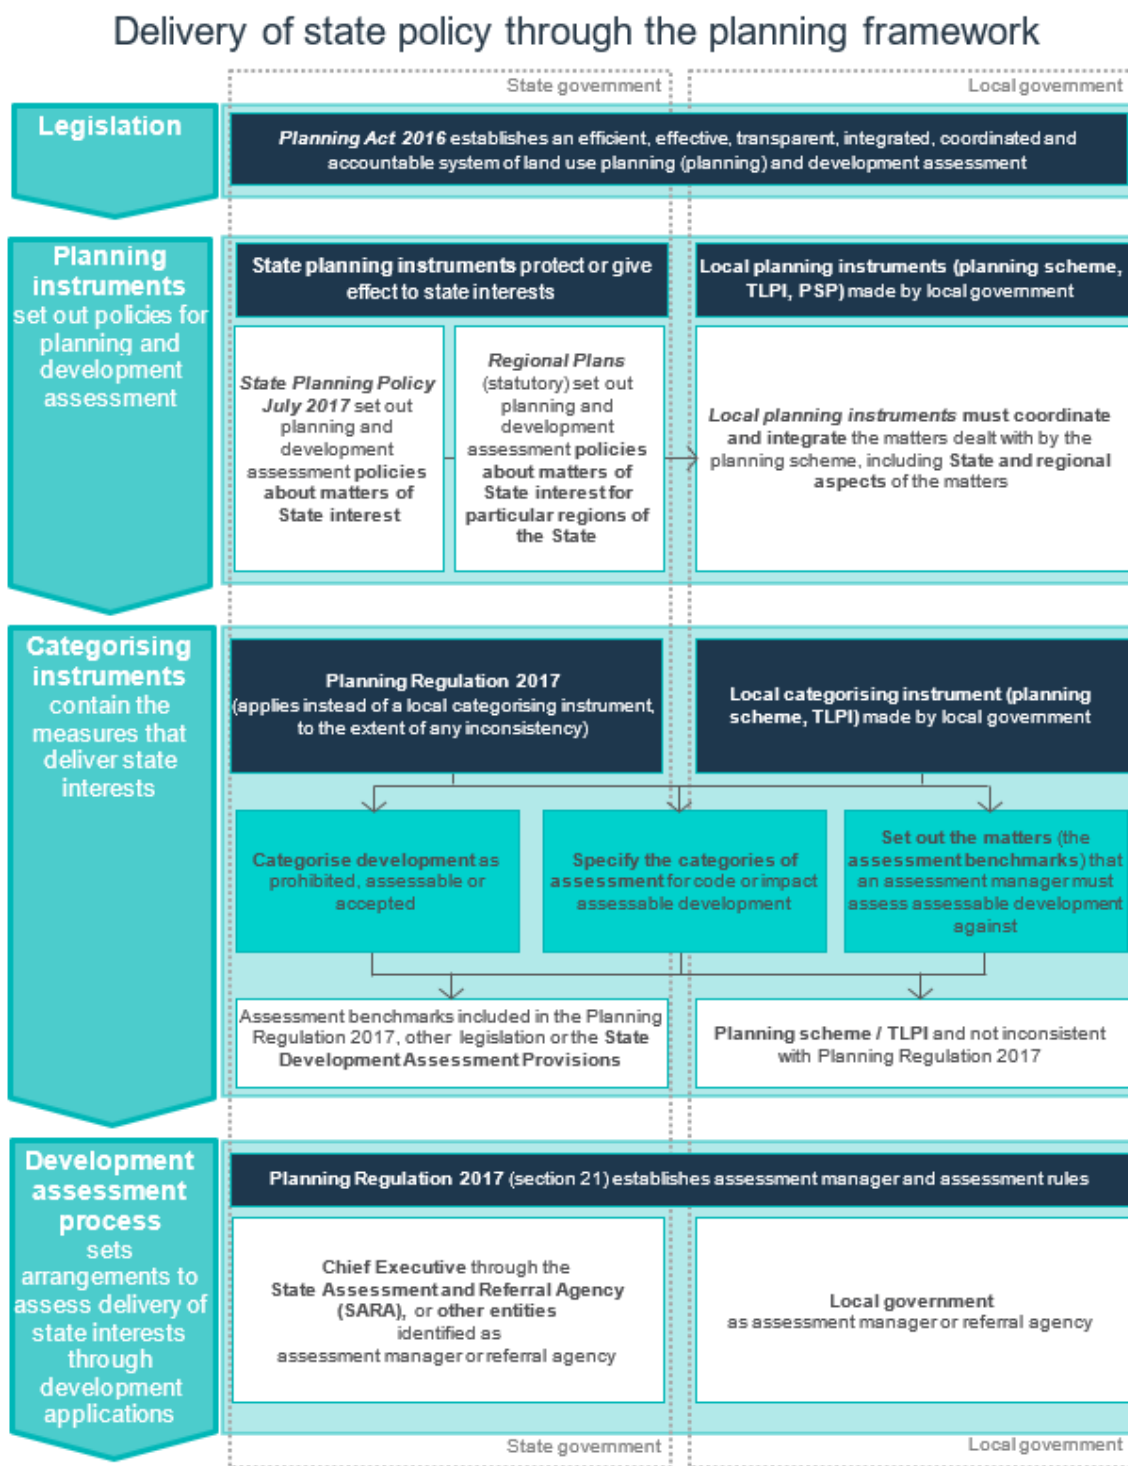 Delivery of state policy through the planning framework
State government
Local government
Legislation
Planning Act 2016 establishes an efficient, effective, transparent, integrated, coordinated and
accountable system of land use planning (planning) and development assessment
Planning
instruments
set out policies for
planning and
development
assessment
State planning instruments protect or give
effect to state interests
Local planning instruments (planning scheme,
TLPI, PSP) made by local government
State Planning Policy
July 2017 set out
planning and
development
assessment policies
about matters of
State interest
Regional Plans
(statutory) set out
planning and
development
assessment policies
about matters of
State interest for
particular regions of
the State
Local planning instruments must coordinate
and integrate the matters dealt with by the
planning scheme, including State and regional
aspects of the matters
Categorising
instruments
contain the
measures that
deliver state
interests
Planning Regulation 2017
(applies instead of a local categorising instrument,
to the extent of any inconsistency)
Local categorising instrument (planning
scheme, TLPI) made by local government
Categorise development as
prohibited, assessable or
accepted
Specify the categories of
assessment for code or impact
assessable development
Set out the matters (the
assessment benchmarks) that
an assessment manager must
assess assessable development
against
Assessment benchmarks included in the Planning
Regulation 2017, other legislation or the State
Development Assessment Provisions
Planning scheme / TLPI and not inconsistent
with Planning Regulation 2017
Development
assessment
process
sets
arrangements to
assess delivery of
state interests
through
development
applications
Planning Regulation 2017 (section 21) establishes assessment manager and assessment rules
Chief Executive through the
State Assessment and Referral Agency
(SARA), or other entities
identified as
assessment manager or referral agency
Local government
as assessment manager or referral agency
State government
Local government